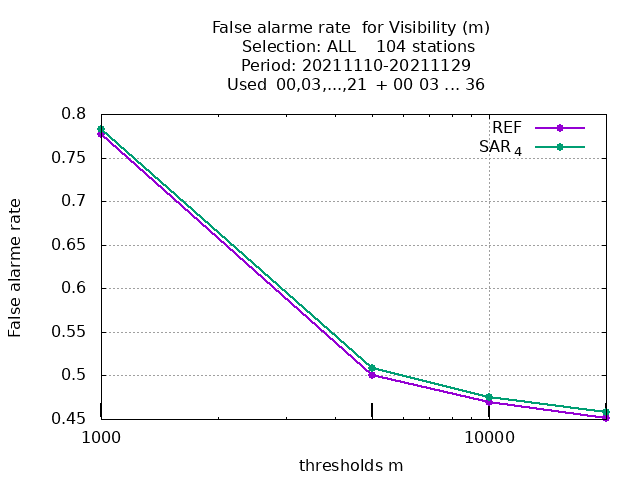 False alarme rate  for Visibility (m)
Selection: ALL    104 stations
Period: 20211110-20211129
Used  00,03,...,21  + 00 03 ... 36
0.8
0.75
0.7
0.65
0.6
0.55
0.5
0.45
False alarme rate
REF
SAR 4
1000
10000
thresholds m